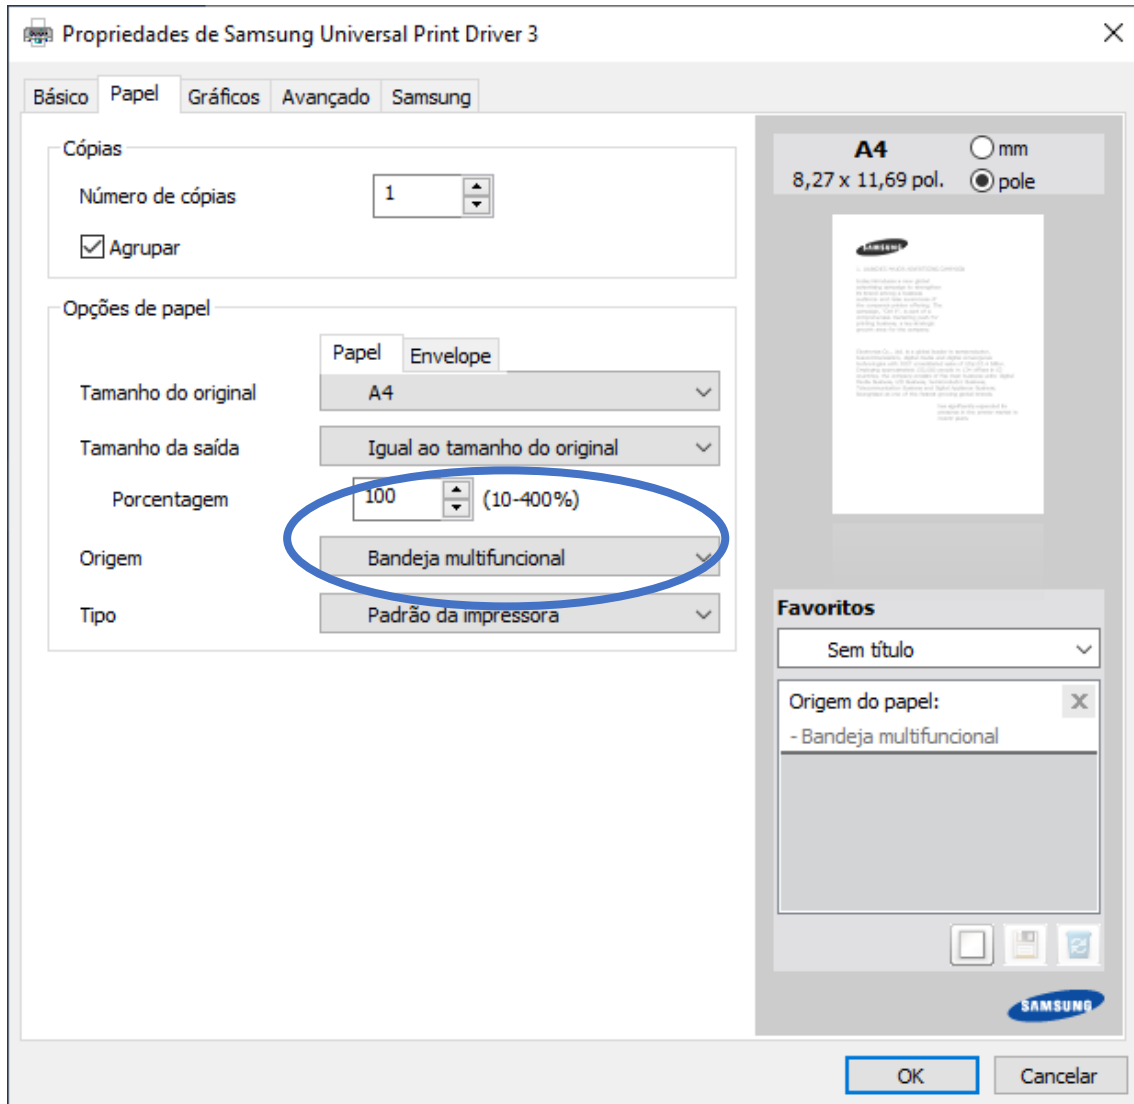 Propriedades de Samsung Universal Print Driver 3
Básico Papel Gráficos Avançado Samsung
Cópias
Número de cópias 1
Agrupar
Opções de papel
Papel Envelope
Tamanho do original A4
Tamanho da saída Igual ao tamanho do original
Porcentagem 100 (10-400%)
Origem Bandeja multifuncional
Tipo Padrão da impressora
A4 mm
8,27 x 11,69 pol. pole
SAMSUNG
Favoritos
Sem título
Origem do papel: X
- Bandeja multifuncional
SAMSUNG
OK Cancelar